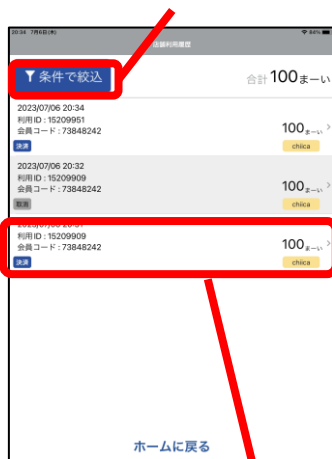 20:34 7月6日(木)
84%
店舗利用履歴
条件で絞込
合計 100まーい
2023/07/06 20:34
利用ID : 15209951
会員コード : 73848242
100まーい
決済
chiica
2023/07/06 20:32
利用ID : 15209909
会員コード : 73848242
100まーい
取消
chiica
利用ID : 15209909
会員コード : 73848242
100まーい
決済
chiica
ホームに戻る